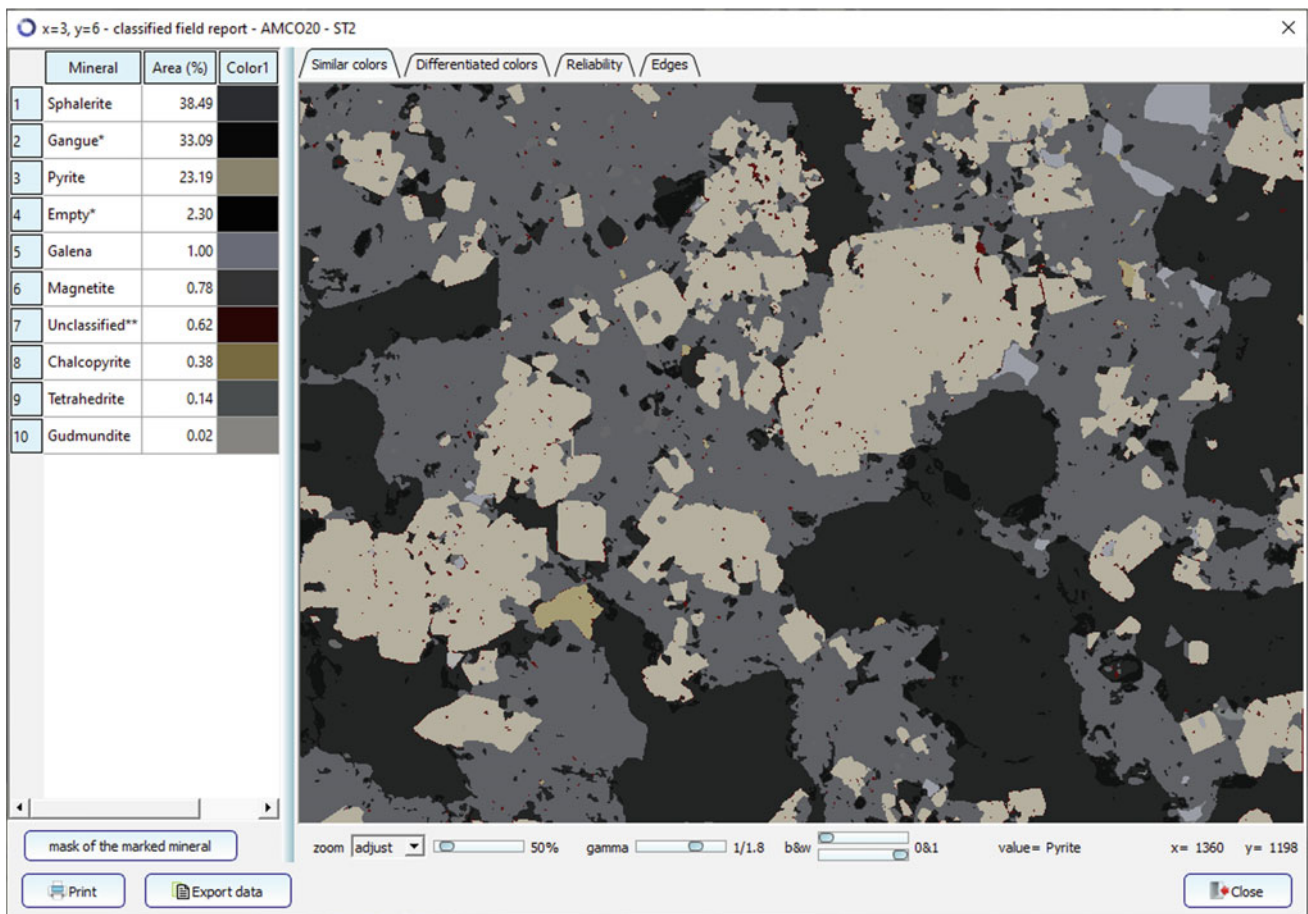 x=3, y=6 - classified field report - AMCO20 - ST2
Mineral Area (%) Color1
1 Sphalerite 38.49
2 Gangue* 33.09
3 Pyrite 23.19
4 Empty* 2.30
5 Galena 1.00
6 Magnetite 0.78
7 Unclassified** 0.62
8 Chalcopyrite 0.38
9 Tetrahedrite 0.14
10 Gudmundite 0.02
Similar colors Differentiated colors Reliability Edges
mask of the marked mineral
zoom adjust 50% gamma 1/1.8 b&w 0&1 value= Pyrite x= 1360 y= 1198
Print Export data Close